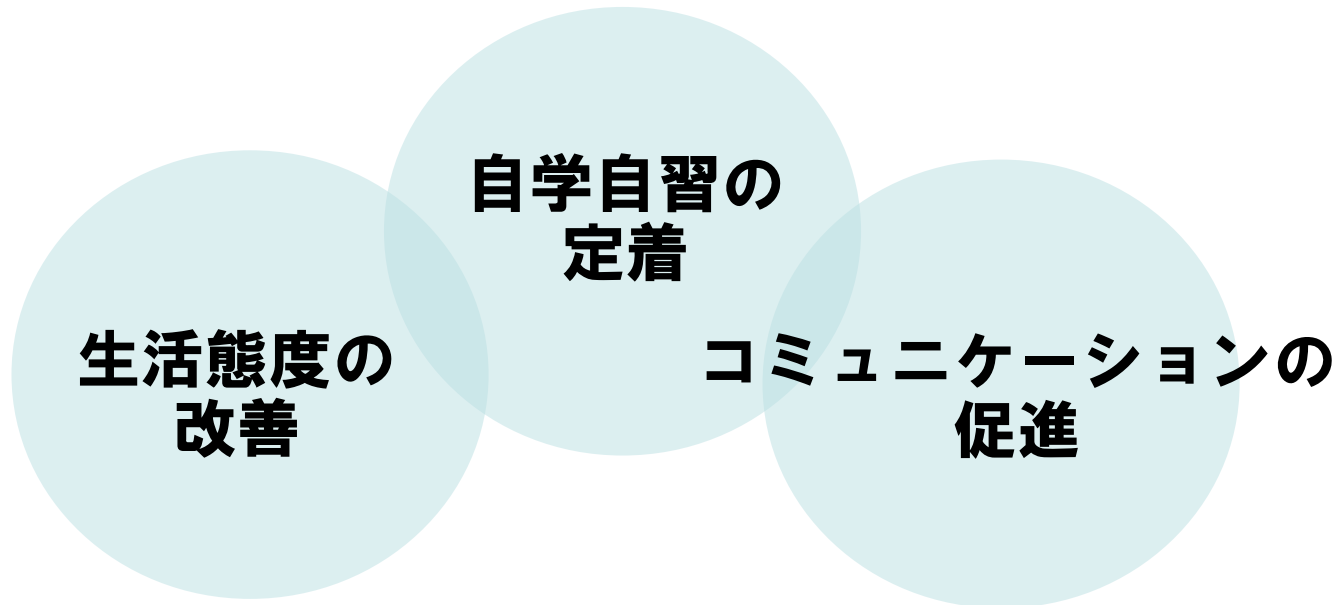 自学自習の
定着
生活態度の
改善
コミュニケーションの
促進